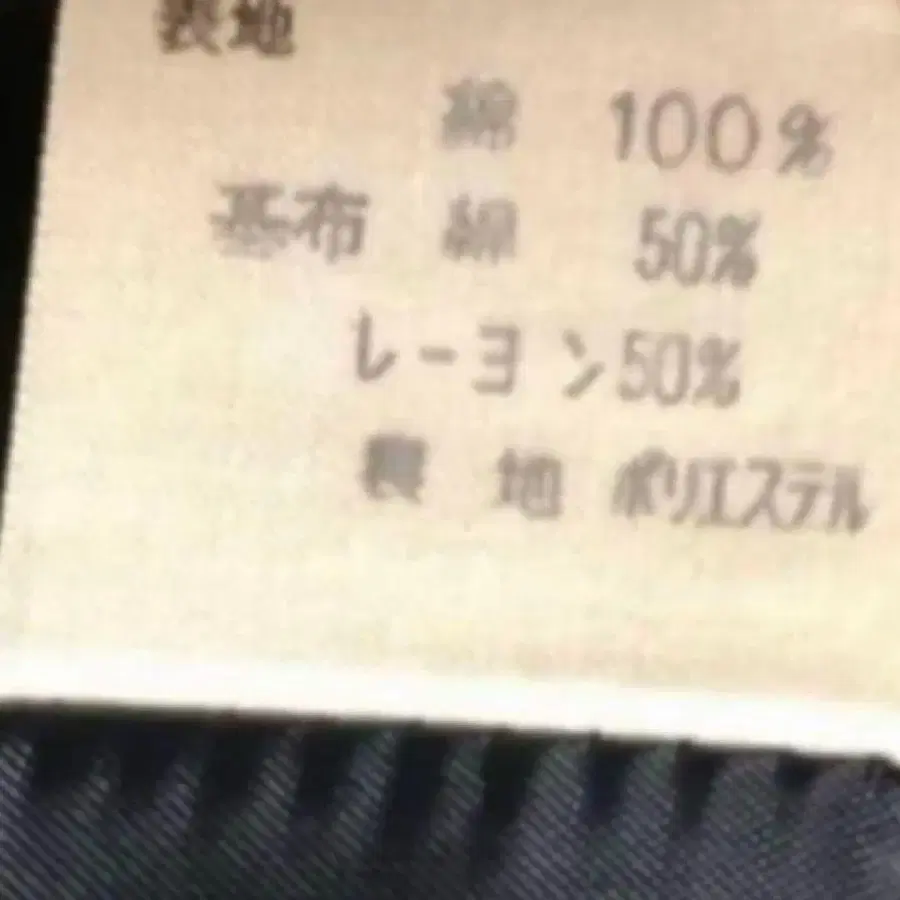 表地
綿 100%
基布 綿 50%
レーヨン50%
裏 地 ポリエステル